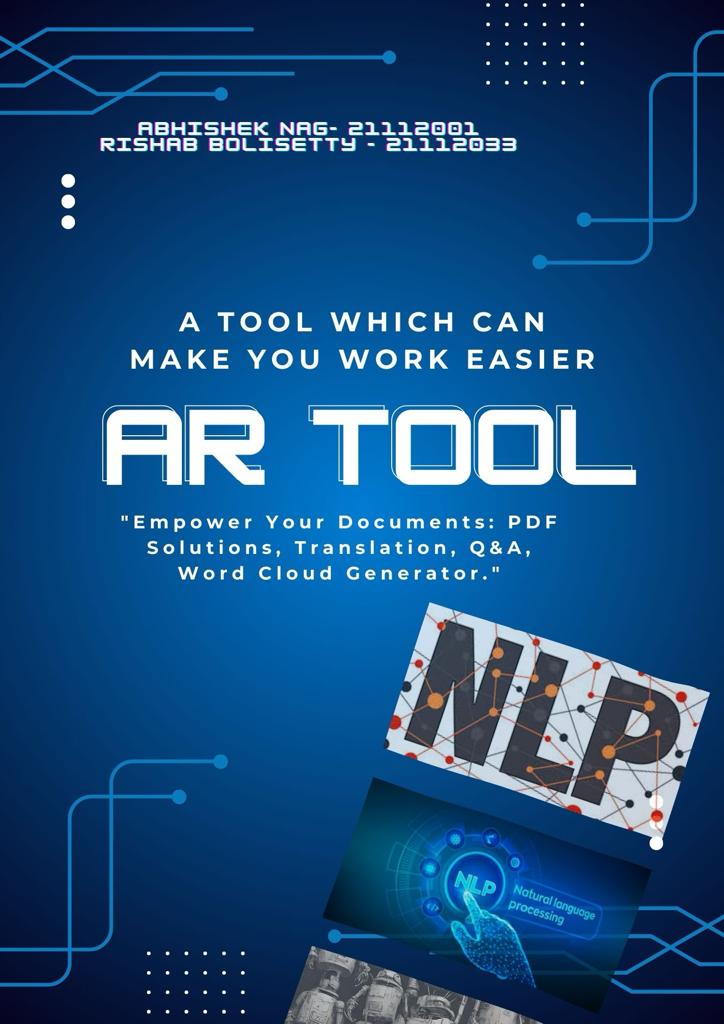 ABHISHEK NAG- 21112001
RISHAB BOLISETTY - 21112033
A TOOL WHICH CAN
MAKE YOU WORK EASIER
AR TOOL
"Empower Your Documents: PDF
Solutions, Translation, Q&A,
Word Cloud Generator."
NLP
NLP
Natural language
processing